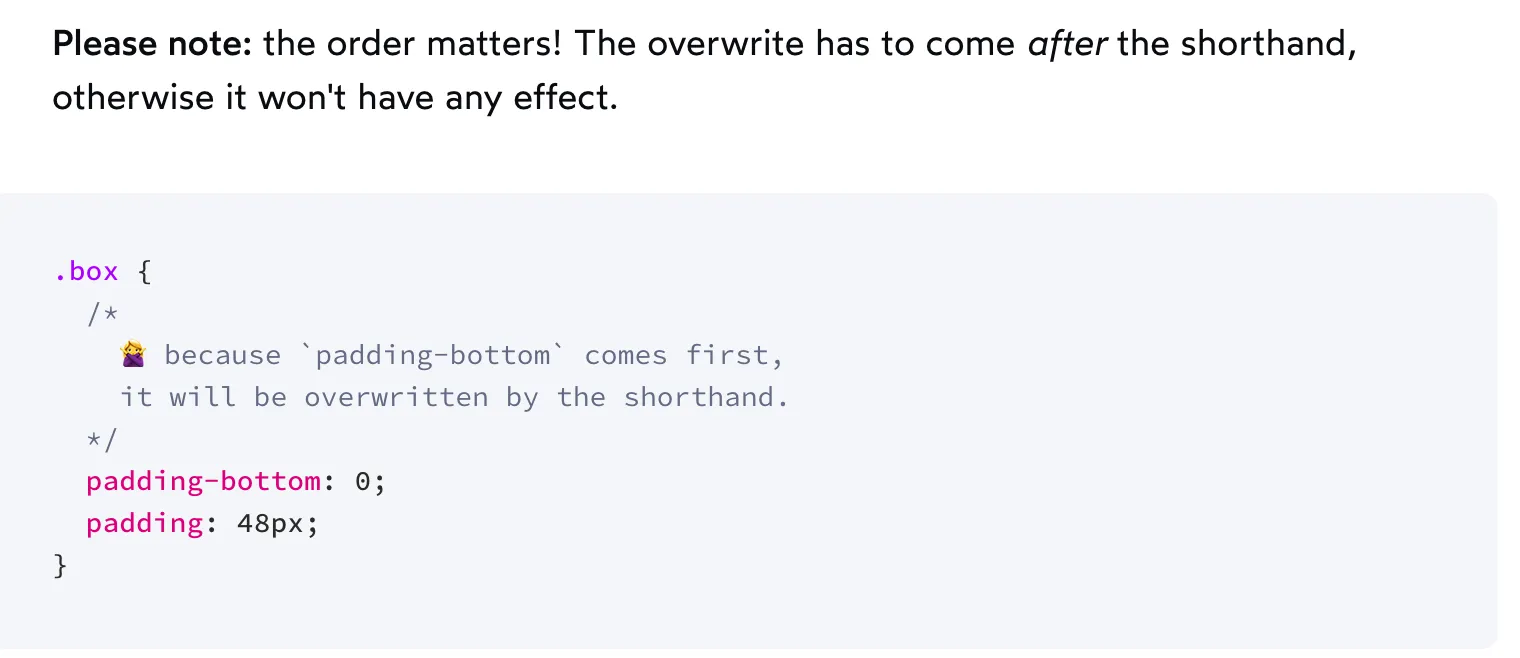 Please note: the order matters! The overwrite has to come after the shorthand,
otherwise it won't have any effect.
.box {
/*
🙅 because `padding-bottom` comes first,
it will be overwritten by the shorthand.
*/
padding-bottom: 0;
padding: 48px;
}